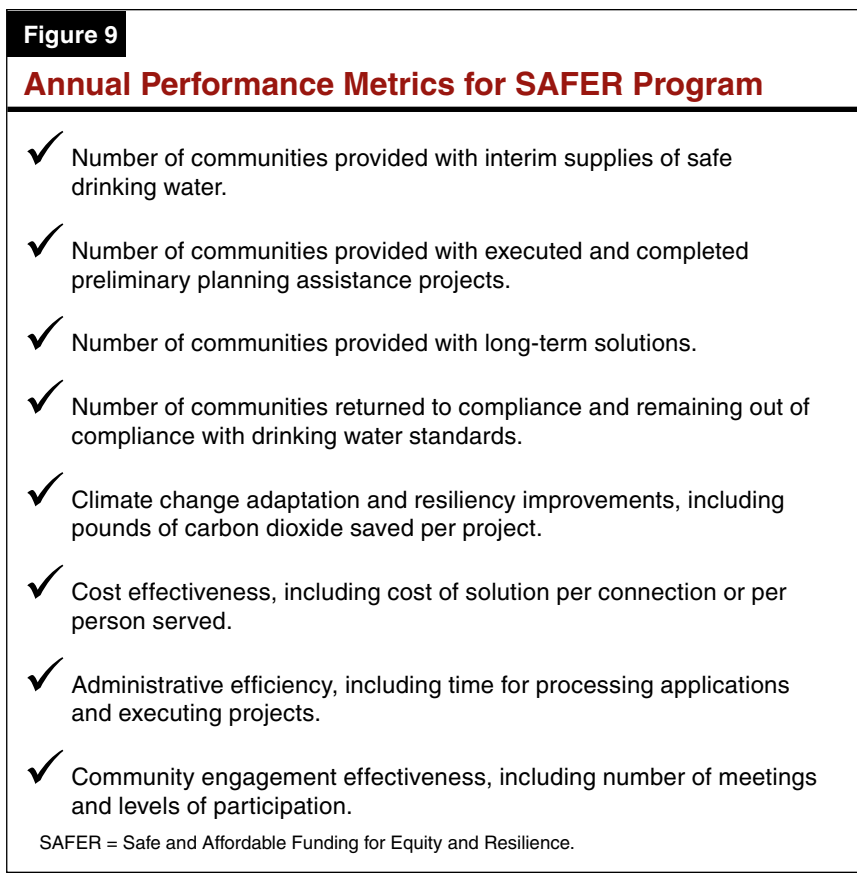 Figure 9
Annual Performance Metrics for SAFER Program
Number of communities provided with interim supplies of safe
drinking water.
Number of communities provided with executed and completed
preliminary planning assistance projects.
Number of communities provided with long-term solutions.
Number of communities returned to compliance and remaining out of
compliance with drinking water standards.
Climate change adaptation and resiliency improvements, including
pounds of carbon dioxide saved per project.
Cost effectiveness, including cost of solution per connection or per
person served.
Administrative efficiency, including time for processing applications
and executing projects.
Community engagement effectiveness, including number of meetings
and levels of participation.
SAFER = Safe and Affordable Funding for Equity and Resilience.